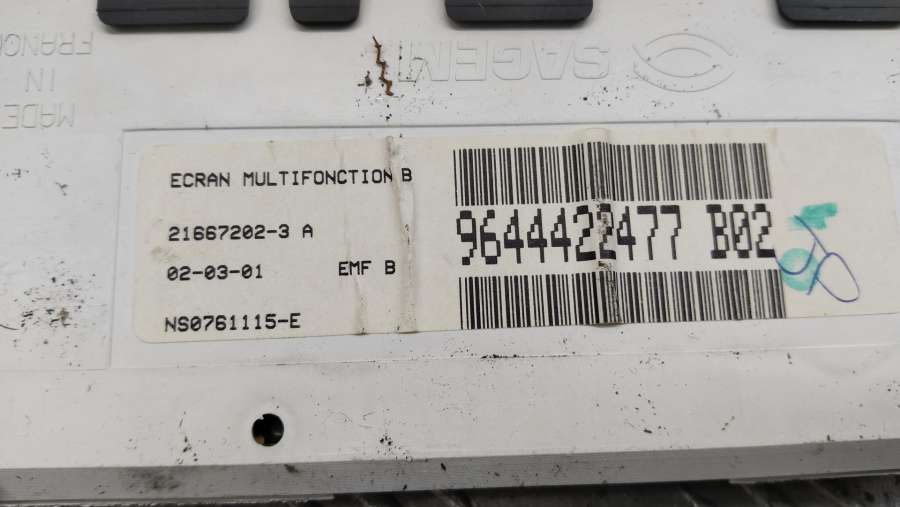 MADE
IN
FRANCE
SAGEM
ECRAN MULTIFONCTION B
21667202-3 A
02-03-01 EMF B
NS0761115-E
9644422477 B02